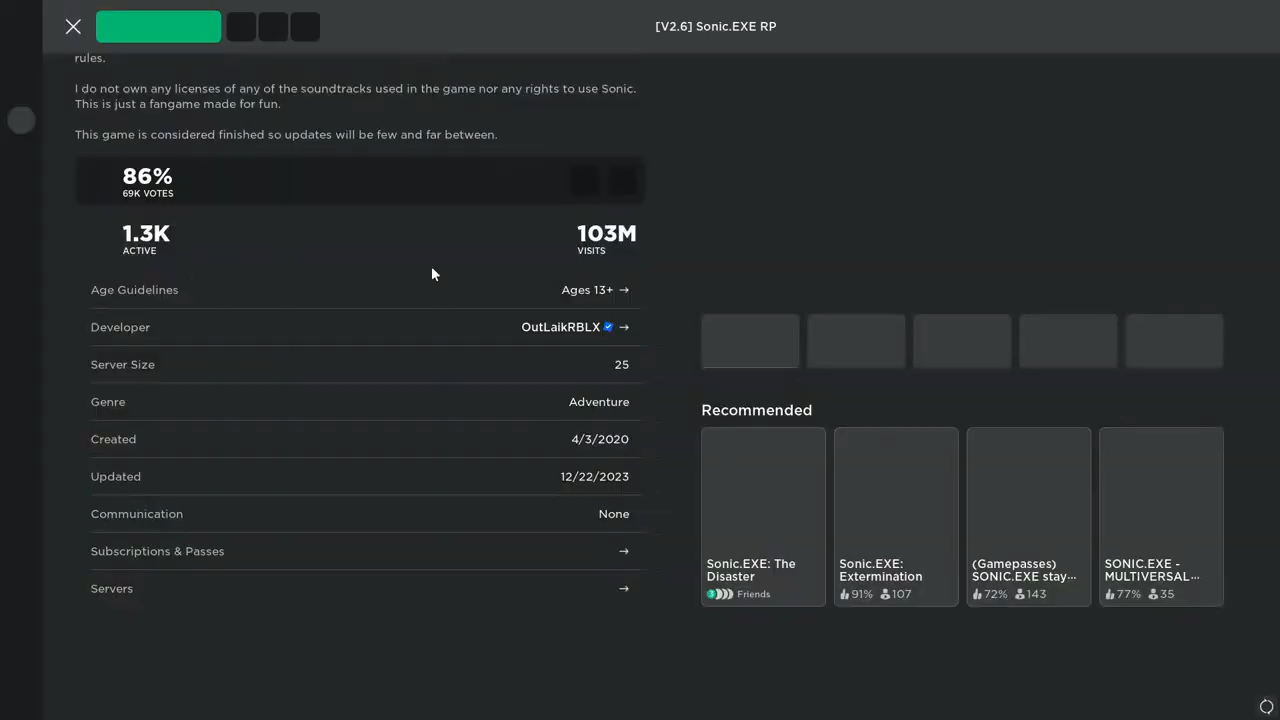 [V2.6] Sonic.EXE RP
rules.
I do not own any licenses of any of the soundtracks used in the game nor any rights to use Sonic.
This is just a fangame made for fun.
This game is considered finished so updates will be few and far between.
86%
69K VOTES
1.3K
ACTIVE
103M
VISITS
Age Guidelines
Ages 13+ →
Developer
OutLaikRBLX →
Server Size
25
Genre
Adventure
Created
4/3/2020
Updated
12/22/2023
Communication
None
Subscriptions & Passes
→
Servers
→
Recommended
Sonic.EXE: The
Disaster
Friends
Sonic.EXE:
Extermination
91% 107
(Gamepasses)
SONIC.EXE stay...
72% 143
SONIC.EXE -
MULTIVERSAL...
77% 35